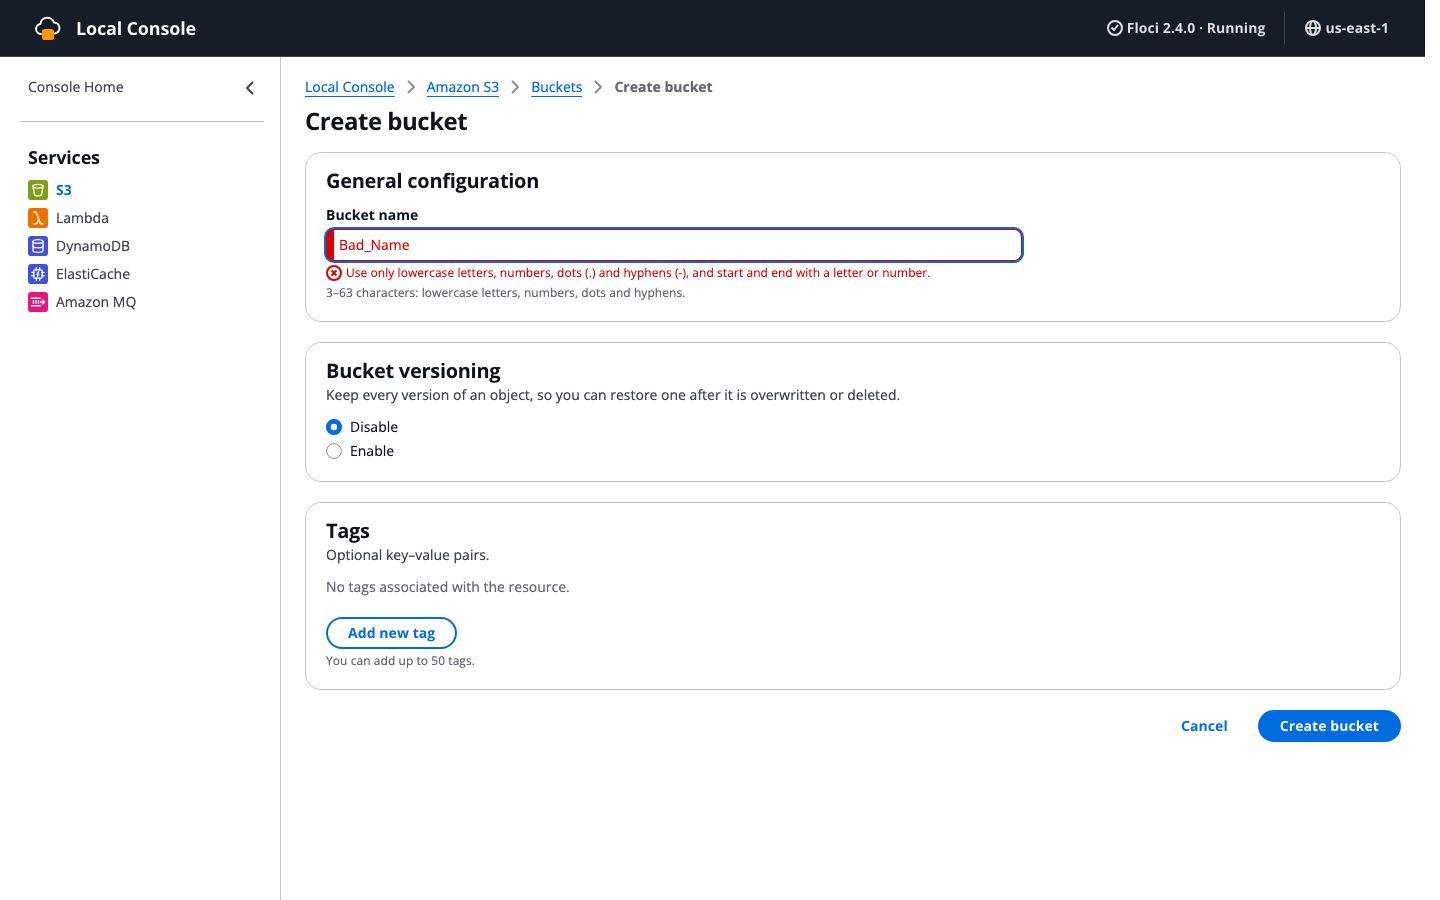 Local Console
Floci 2.4.0 · Running
us-east-1
Console Home
Services
S3
Lambda
DynamoDB
ElastiCache
Amazon MQ
Local Console > Amazon S3 > Buckets > Create bucket
Create bucket
General configuration
Bucket name
Bad_Name
Use only lowercase letters, numbers, dots (.) and hyphens (-), and start and end with a letter or number.
3–63 characters: lowercase letters, numbers, dots and hyphens.
Bucket versioning
Keep every version of an object, so you can restore one after it is overwritten or deleted.
Disable
Enable
Tags
Optional key–value pairs.
No tags associated with the resource.
Add new tag
You can add up to 50 tags.
Cancel
Create bucket